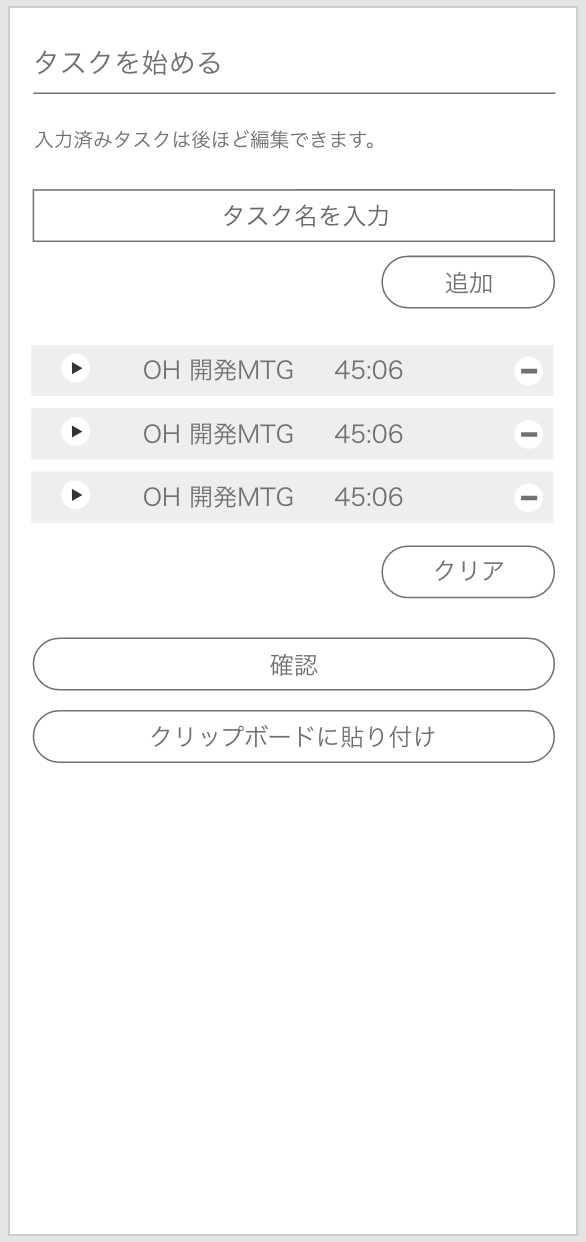 タスクを始める
入力済みタスクは後ほど編集できます。
タスク名を入力
追加
OH 開発MTG 45:06
OH 開発MTG 45:06
OH 開発MTG 45:06
クリア
確認
クリップボードに貼り付け